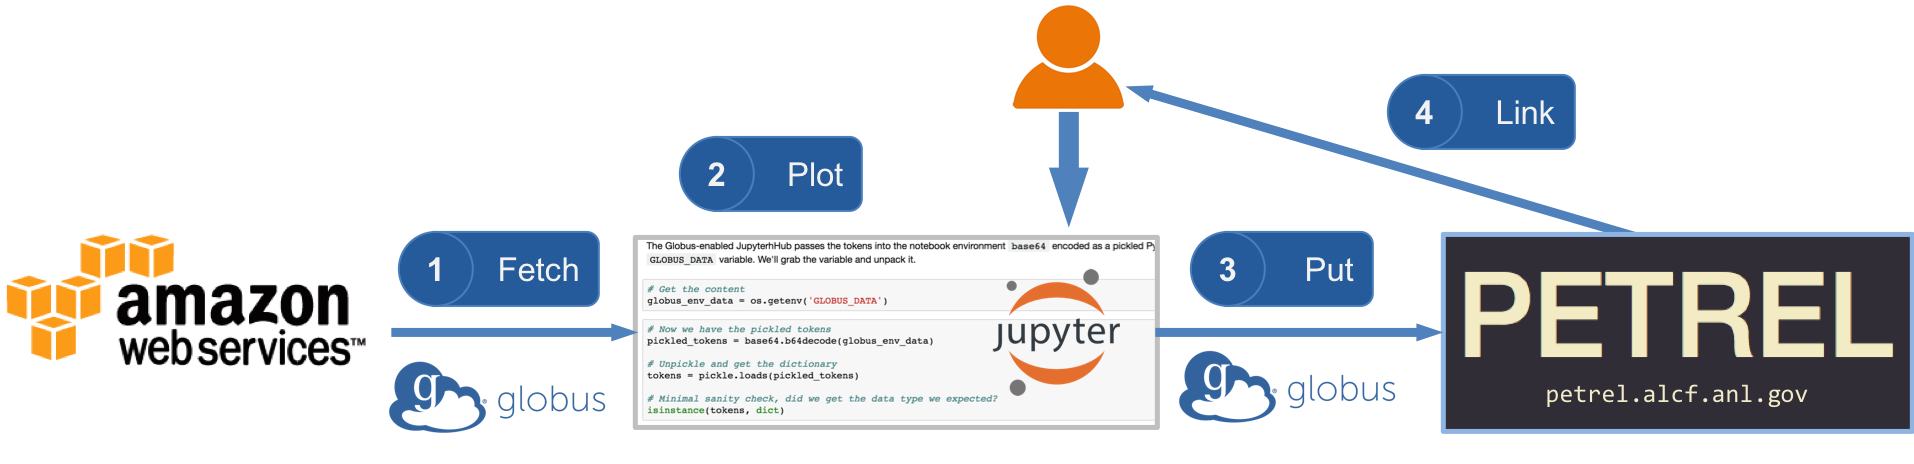 4 Link
2 Plot
amazon
web services™
1 Fetch
g globus
The Globus-enabled JupyterhHub passes the tokens into the notebook environment base64 encoded as a pickled Py
GLOBUS_DATA variable. We'll grab the variable and unpack it.
# Get the content
globus_env_data = os.getenv('GLOBUS_DATA')
# Now we have the pickled tokens
pickled_tokens = base64.b64decode(globus_env_data)
# Unpickle and get the dictionary
tokens = pickle.loads(pickled_tokens)
# Minimal sanity check, did we get the data type we expected?
isinstance(tokens, dict)
jupyter
3 Put
g globus
PETREL
petrel.alcf.anl.gov